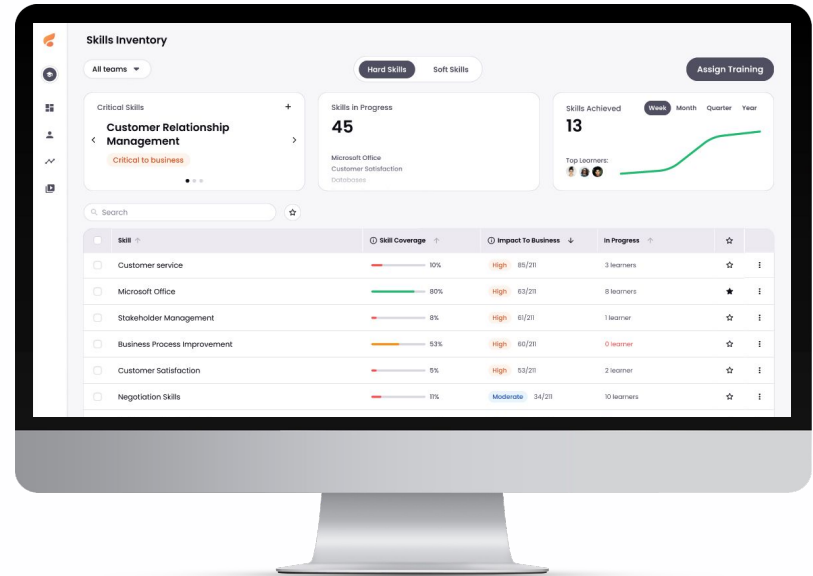 Skills Inventory
All teams
Hard Skills Soft Skills
Assign Training
Critical Skills +
Customer Relationship
Management
Critical to business
Skills in Progress
45
Microsoft Office
Customer Satisfaction
Databases
Skills Achieved Week Month Quarter Year
13
Top Learners:
Search
Skill Skill Coverage Impact To Business In Progress
Customer service 10% High 85/211 3 learners
Microsoft Office 80% High 63/211 8 learners
Stakeholder Management 8% High 61/211 1 learner
Business Process Improvement 53% High 60/211 0 learner
Customer Satisfaction 5% High 53/211 2 learner
Negotiation Skills 11% Moderate 34/211 10 learners